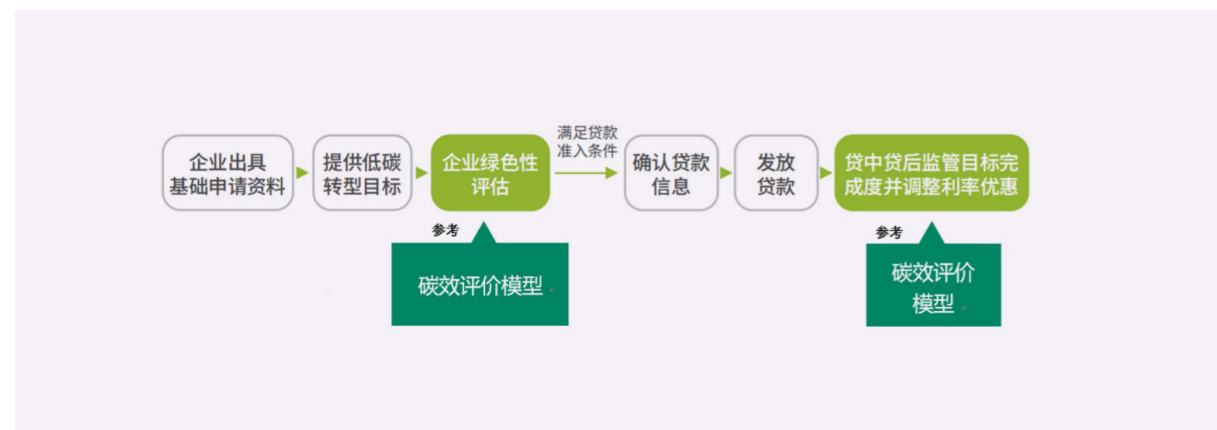 企业出具
基础申请资料
提供低碳
转型目标
企业绿色性
评估
满足贷款
准入条件
确认贷款
信息
发放
贷款
贷中贷后监管目标完
成度并调整利率优惠
参考
碳效评价模型
参考
碳效评价
模型